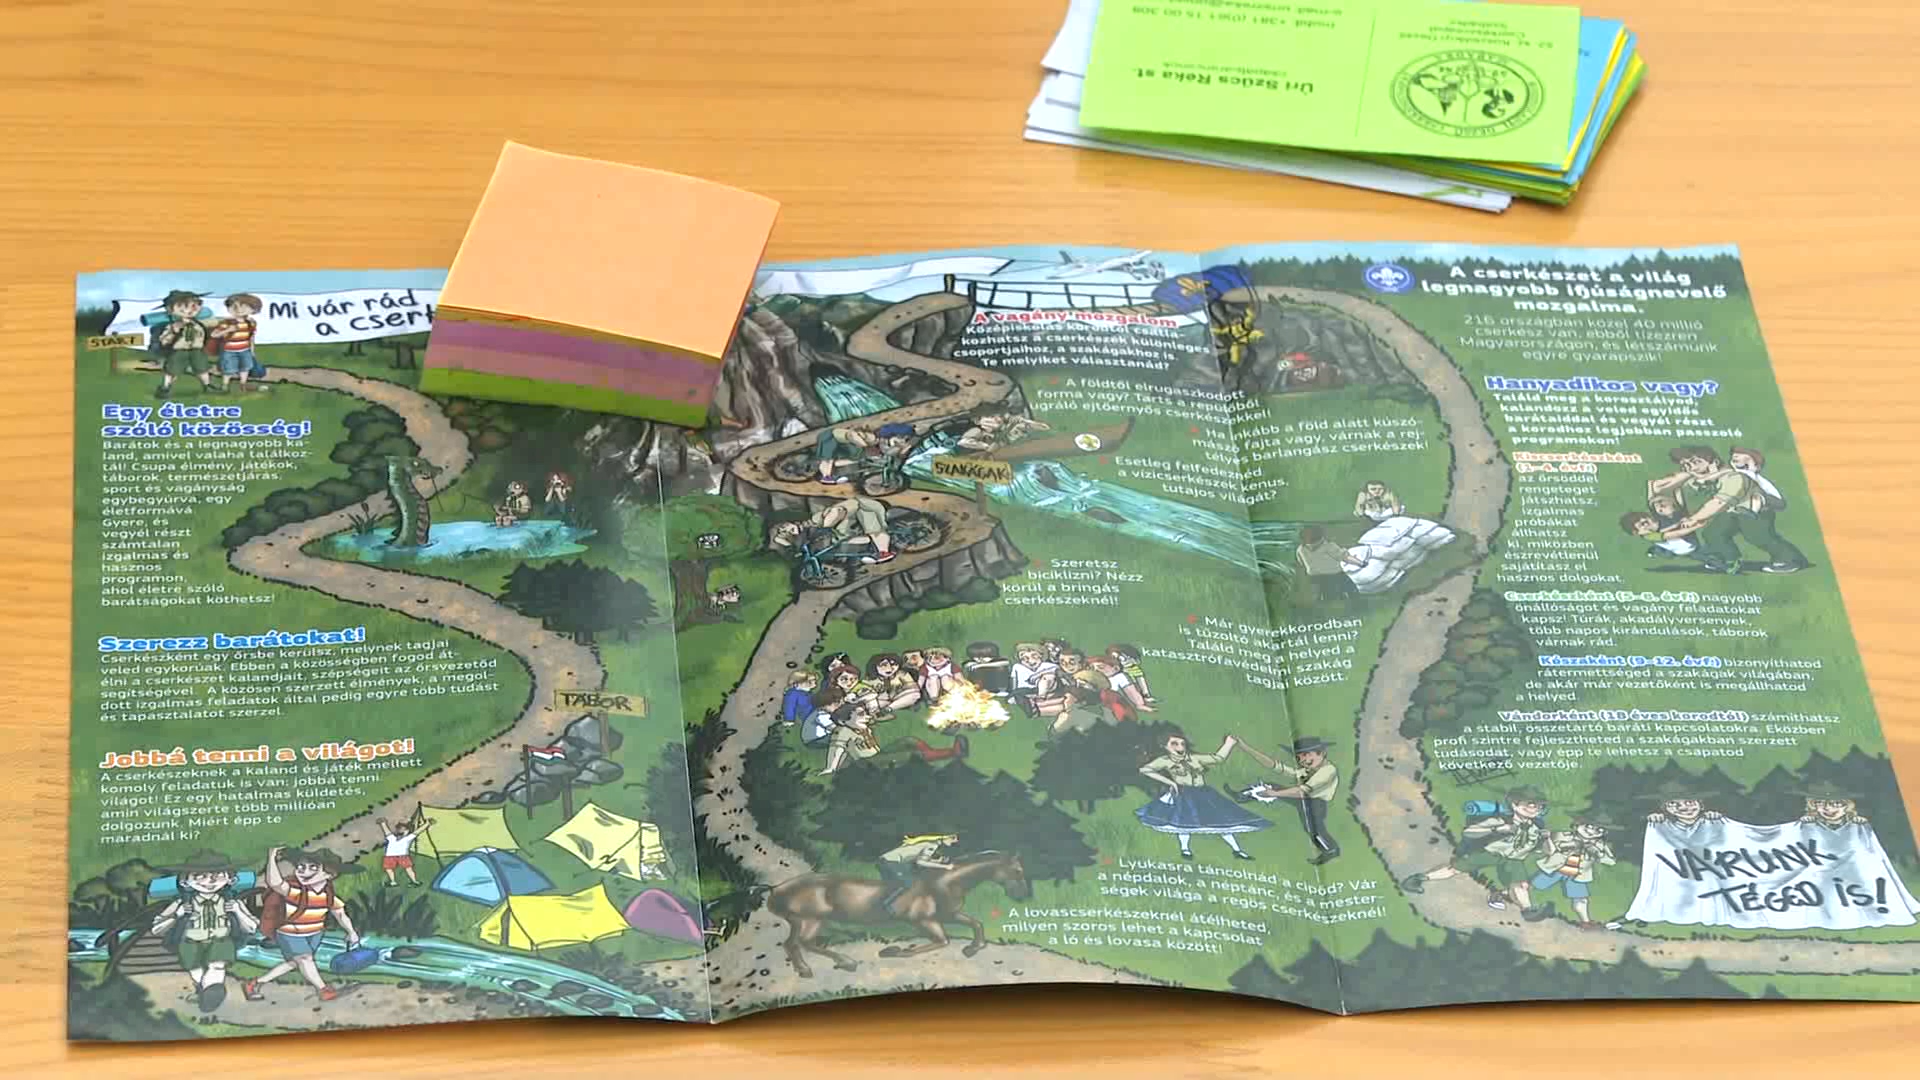 Úri Szűcs Réka st.
Mi vár rád
a csert
START
Egy életre
szóló közösség!
Barátok és a legnagyobb ka-
land, amivel valaha találkoz-
tál! Csupa élmény, játékok,
táborok, természetjárás,
sport és vagányság
egybegyúrva, egy
életformává.
Gyere, és
vegyél részt
számtalan
izgalmas és
hasznos
programon,
ahol életre szóló
barátságokat köthetsz!
Szerezz barátokat!
Cserkészként egy őrsbe kerülsz, melynek tagjai
veled egykorúak. Ebben a közösségben fogod át-
élni a cserkészet kalandjait, szépségeit az őrsvezetőd
segítségével. A közösen szerzett élmények, a megol-
dott izgalmas feladatok által pedig egyre több tudást
és tapasztalatot szerzel.
TÁBOR
Jobbá tenni a világot!
A cserkészeknek a kaland és játék mellett
komoly feladatuk is van: jobbá tenni
világot! Ez egy hatalmas küldetés,
amin világszerte több millióan
dolgozunk. Miért épp te
maradnál ki?
A vagány mozgalom
Középiskolás korodtól csatla-
kozhatsz a cserkészek különleges
csoportjaihoz, a szakágakhoz is.
Te melyiket választanád?
A földtől elrugaszkodott
forma vagy? Tarts a repülőből
ugráló ejtőernyős cserkészekkel!
Ha inkább a föld alatt kúszó-
mászó fajta vagy, várnak a rej-
télyes barlangász cserkészek!
SZAKÁGAK
Esetleg felfedeznéd
a vízicserkészek kenus,
tutajos világát?
Szeretsz
biciklizni? Nézz
körül a bringás
cserkészeknél!
Már gyerekkorodban
is tűzoltó akartál lenni?
Találd meg a helyed a
katasztrófavédelmi szakág
tagjai között.
Lyukasra táncolnád a cipőd? Vár
a népdalok, a néptánc, és a mester-
ségek világa a regös cserkészeknél!
A lovascserkészeknél átélheted,
milyen szoros lehet a kapcsolat
a ló és lovasa között!
A cserkészet a világ
legnagyobb ifjúságnevelő
mozgalma.
216 országban közel 40 millió
cserkész van, ebből tízezren
Magyarországon, és létszámunk
egyre gyarapszik!
Hanyadikos vagy?
Találd meg a korosztályod,
kalandozz a veled egyidős
barátaiddal és vegyél részt
a korodhoz legjobban passzoló
programokon!
Kiscserkészként
(1–4. évf.)
az őrsöddel
rengeteget
játszhatsz,
izgalmas
próbákat
állhatsz
ki, miközben
észrevétlenül
sajátítasz el
hasznos dolgokat.
Cserkészként (5–8. évf.) nagyobb
önállóságot és vagány feladatokat
kapsz! Túrák, akadályversenyek,
több napos kirándulások, táborok
várnak rád.
Kószaként (9–12. évf.) bizonyíthatod
rátermettséged a szakágak világában,
de akár már vezetőként is megállhatod
a helyed.
Vándorként (18 éves korodtól) számíthatsz
a stabil, összetartó baráti kapcsolatokra. Eközben
profi szintre fejlesztheted a szakágakban szerzett
tudásodat, vagy épp te lehetsz a csapatod
következő vezetője.
VÁRUNK
TÉGED IS!